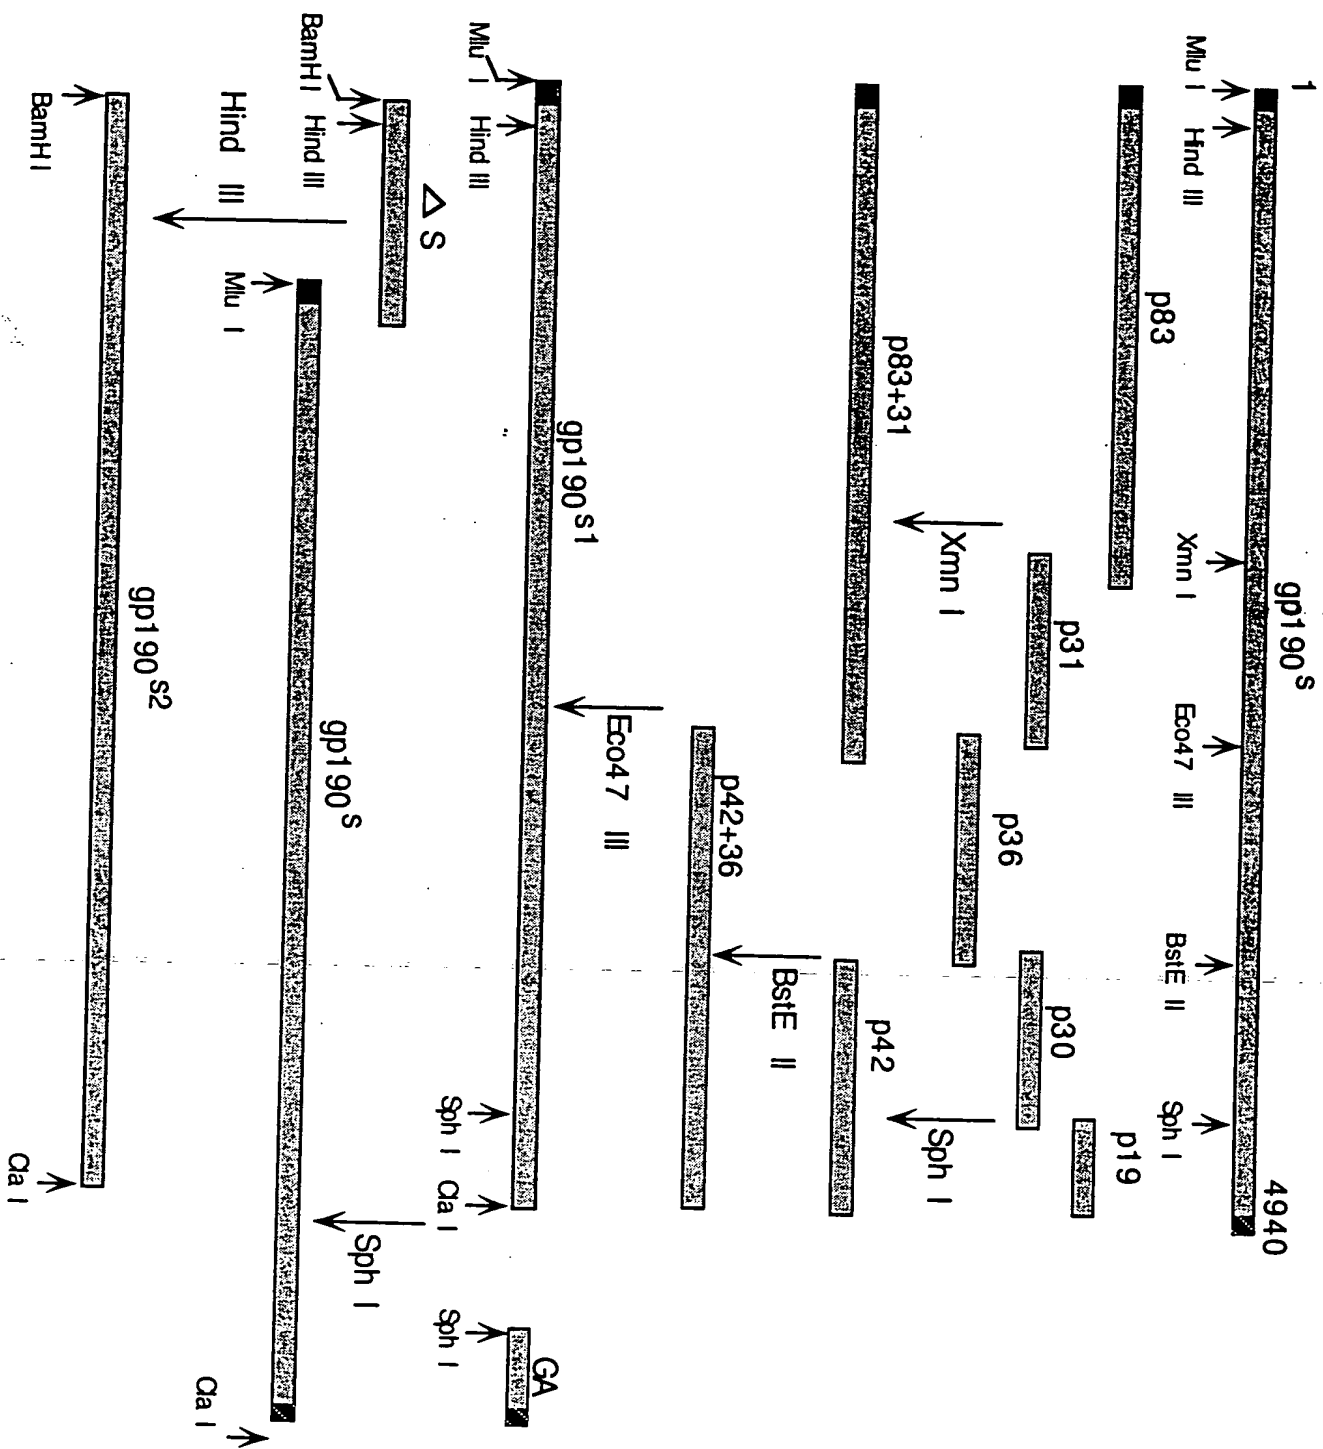 1
gp190S
4940
Mlu I
Hind III
Xmn I
Eco47 III
BstE II
Sph I
p83
p19
p31
p30
p36
Xmn I
Sph I
p83+31
p42
BstE II
p42+36
Eco47 III
gp190S1
GA
Mlu I
Hind III
Sph I
Cla I
Sph I
ΔS
Sph I
BamH I
Hind III
gp190S
Hind III
Mlu I
Cla I
gp190S2
BamH I
Cla I